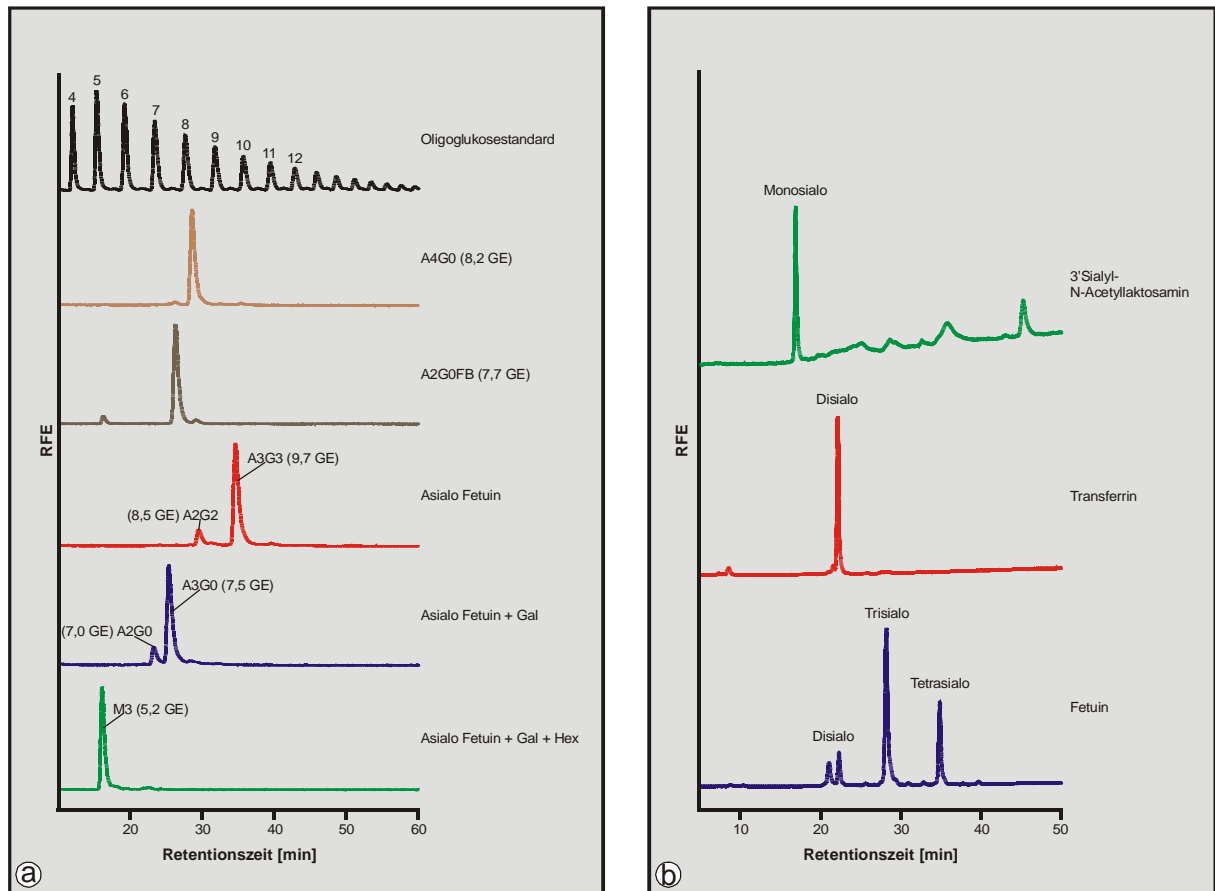 4
5
6
7
8
9
10
11
12
Oligoglukosestandard
A4G0 (8,2 GE)
A2G0FB (7,7 GE)
A3G3 (9,7 GE)
Asialo Fetuin
(8,5 GE) A2G2
A3G0 (7,5 GE)
Asialo Fetuin + Gal
(7,0 GE) A2G0
M3 (5,2 GE)
Asialo Fetuin + Gal + Hex
RFE
20
30
40
50
60
Retentionszeit [min]
a
Monosialo
3'Sialyl-
N-Acetyllaktosamin
Disialo
Transferrin
Trisialo
Tetrasialo
Fetuin
Disialo
RFE
10
20
30
40
50
Retentionszeit [min]
b